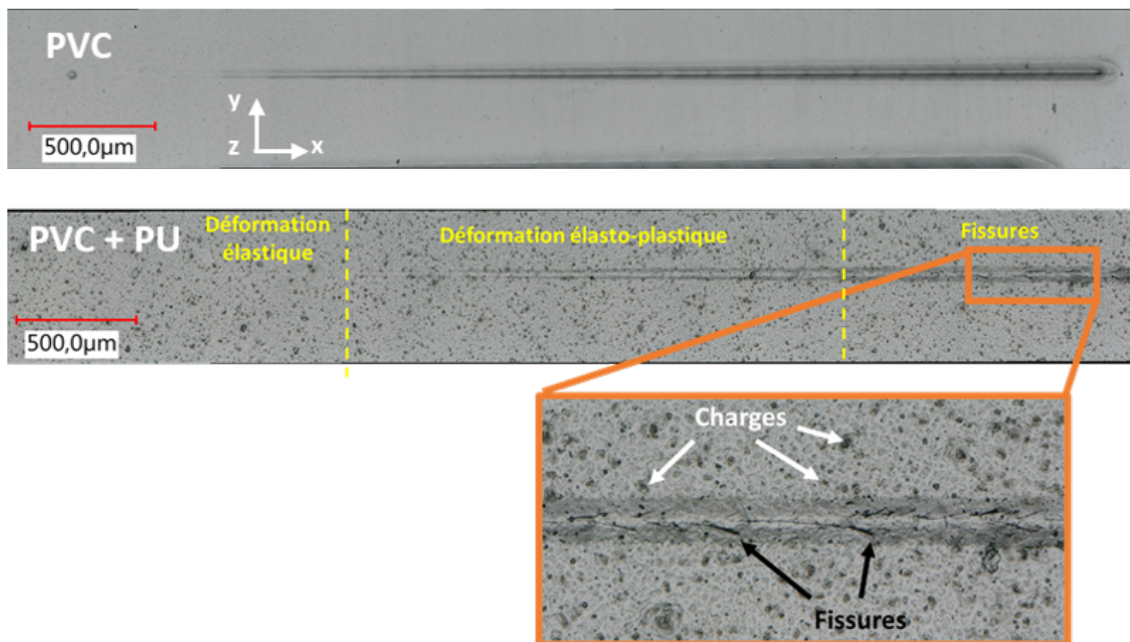 PVC
500,0µm
y
z
x
PVC + PU
Déformation
élastique
Déformation élasto-plastique
Fissures
500,0µm
Charges
Fissures